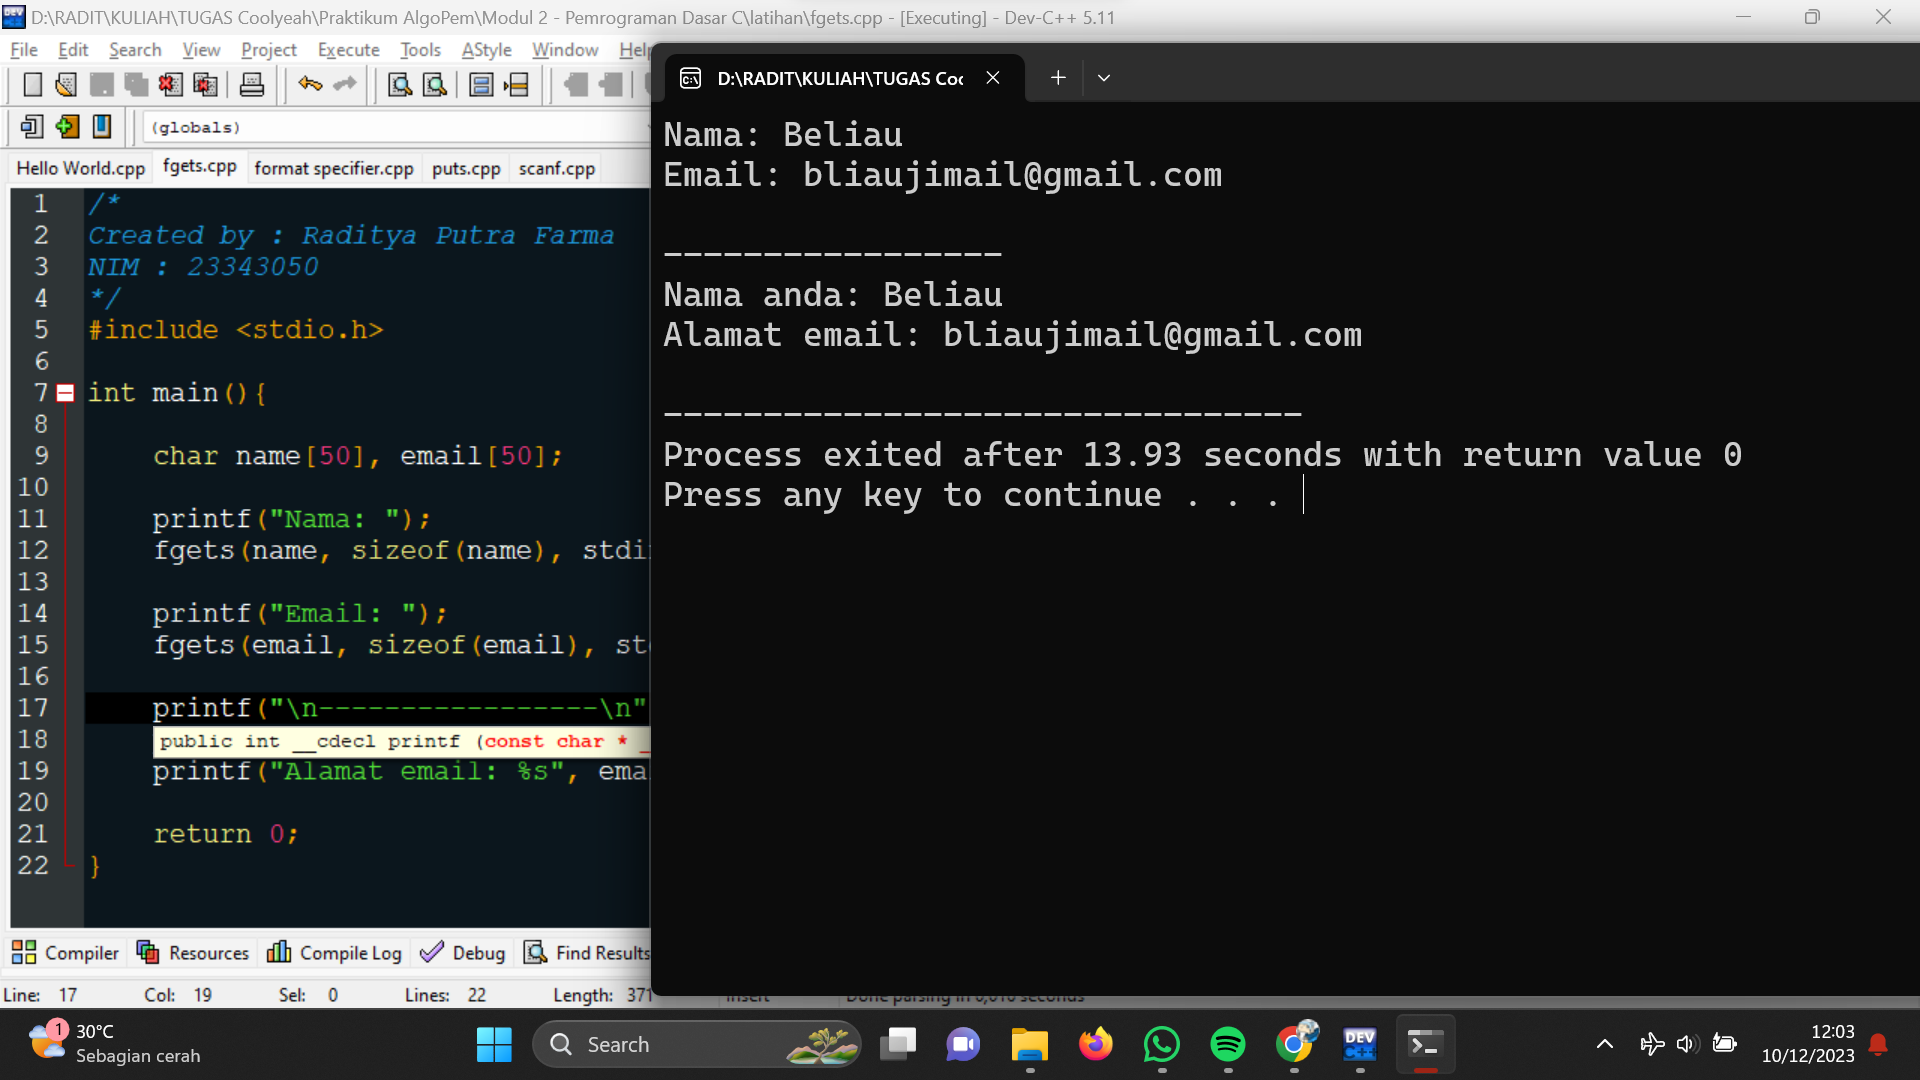 D:\RADIT\KULIAH\TUGAS Coolyeah\Praktikum AlgoPem\Modul 2 - Pemrograman Dasar C\latihan\fgets.cpp - [Executing] - Dev-C++ 5.11
File Edit Search View Project Execute Tools AStyle Window Help
(globals)
Hello World.cpp fgets.cpp format specifier.cpp puts.cpp scanf.cpp
1 /*
2 Created by : Raditya Putra Farma
3 NIM : 23343050
4 */
5 #include <stdio.h>
6
7 int main(){
8
9 char name[50], email[50];
10
11 printf("Nama: ");
12 fgets(name, sizeof(name), stdi
13
14 printf("Email: ");
15 fgets(email, sizeof(email), st
16
17 printf("\n-----------------\n"
18 public int __cdecl printf (const char * _
19 printf("Alamat email: %s", ema
20
21 return 0;
22 }
Compiler Resources Compile Log Debug Find Results
Line: 17 Col: 19 Sel: 0 Lines: 22 Length: 371 Insert Done parsing in 0,016 seconds
D:\RADIT\KULIAH\TUGAS Coc
Nama: Beliau
Email: bliaujimail@gmail.com
-----------------
Nama anda: Beliau
Alamat email: bliaujimail@gmail.com
--------------------------------
Process exited after 13.93 seconds with return value 0
Press any key to continue . . .
1
30°C
Sebagian cerah
Search
DEV
C++
12:03
10/12/2023